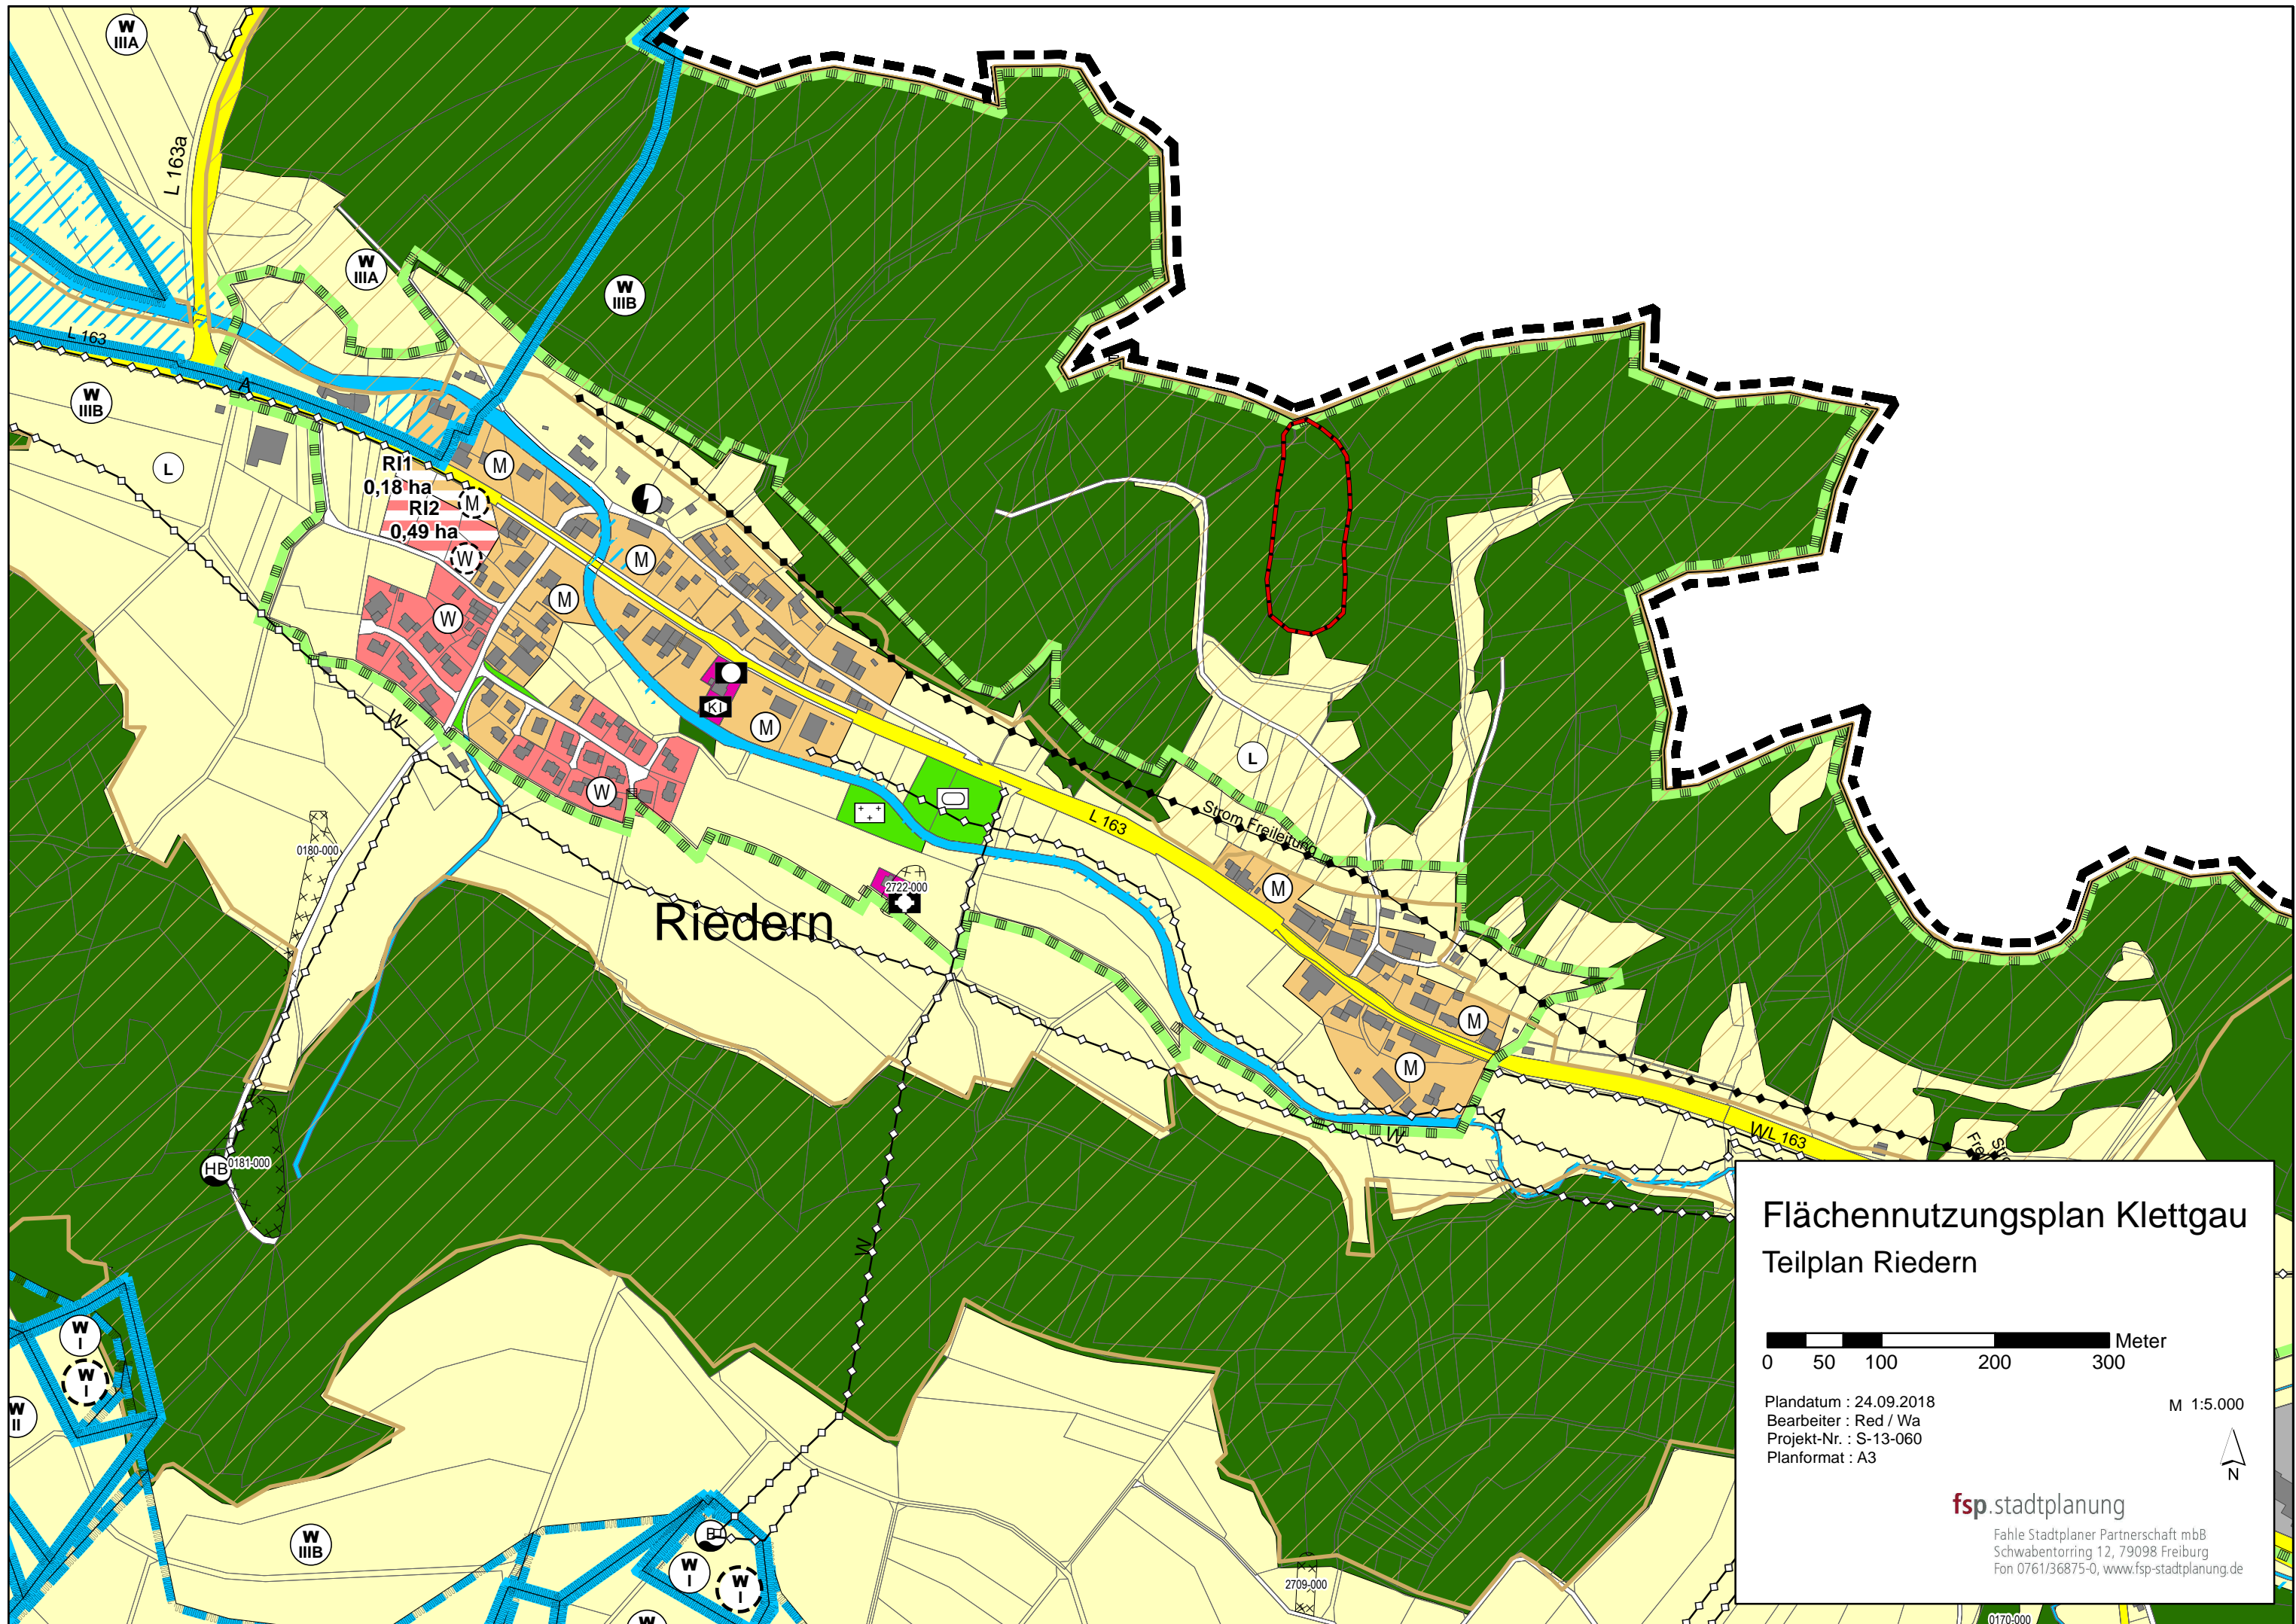 W
IIIA
L 163a
W
IIIA
W
IIIB
L 163
A
W
IIIB
L
RI1
0,18 ha
RI2
0,49 ha
M
M
W
M
M
W
KI
M
W
W
L
L 163
Strom Freileitung
M
0180-000
2722-000
Riedern
M
M
A
W
WL 163
HB
0181-000
W
W
I
W
I
W
II
W
IIIB
B
W
I
W
I
W
2709-000
0170-000
Flächennutzungsplan Klettgau
Teilplan Riedern
Meter
0 50 100 200 300
Plandatum : 24.09.2018
Bearbeiter : Red / Wa
Projekt-Nr. : S-13-060
Planformat : A3
M 1:5.000
N
fsp.stadtplanung
Fahle Stadtplaner Partnerschaft mbB
Schwabentorring 12, 79098 Freiburg
Fon 0761/36875-0, www.fsp-stadtplanung.de